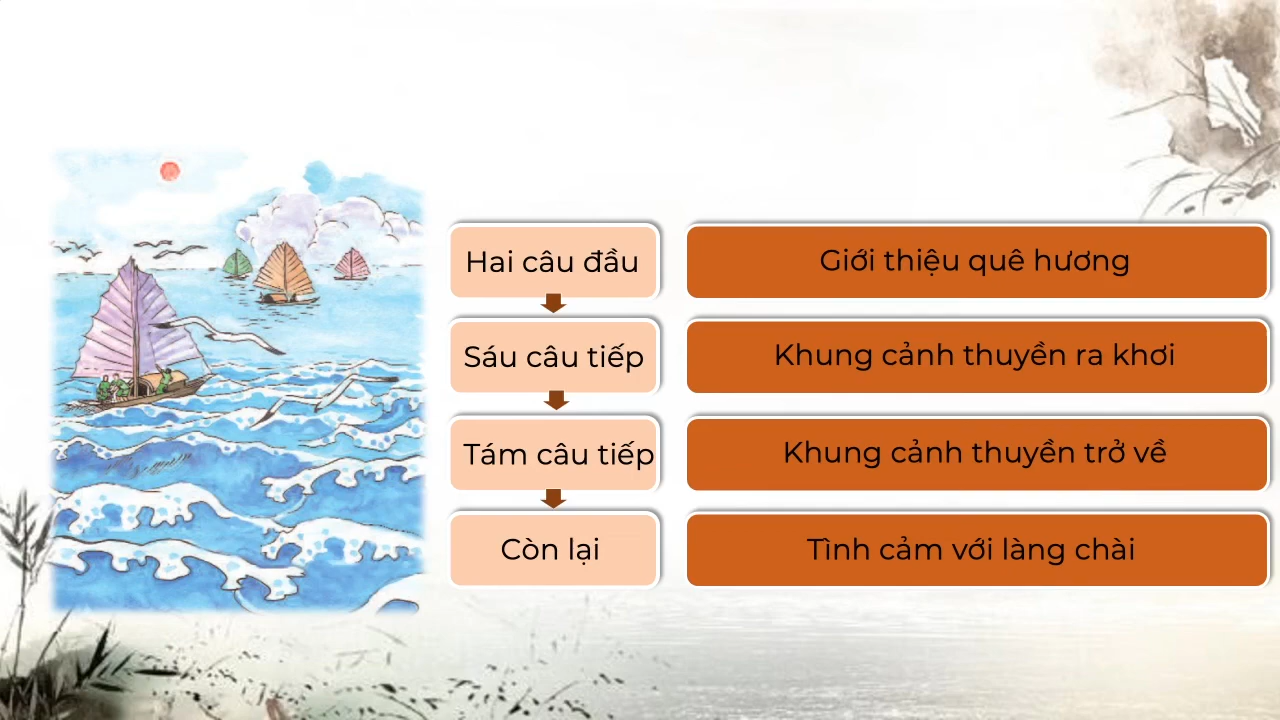 Hai câu đầu
Giới thiệu quê hương
Sáu câu tiếp
Khung cảnh thuyền ra khơi
Tám câu tiếp
Khung cảnh thuyền trở về
Còn lại
Tình cảm với làng chài